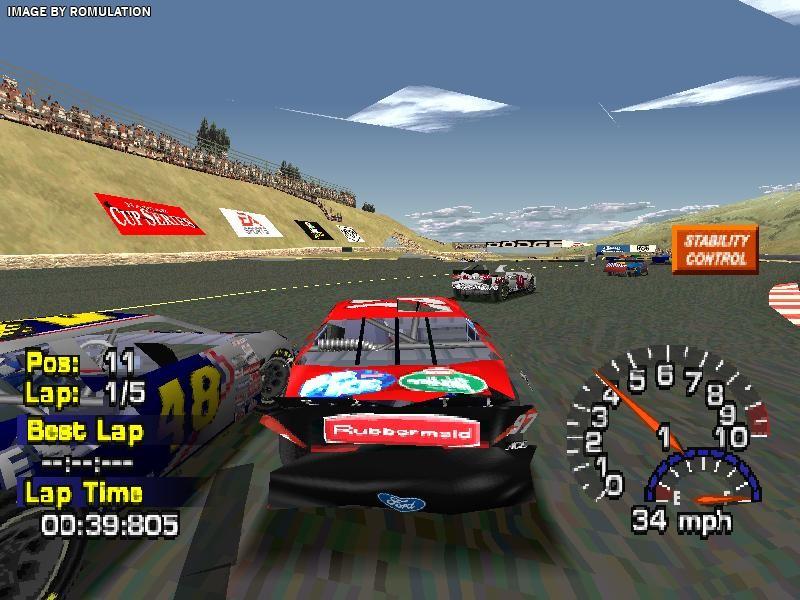 IMAGE BY ROMULATION
CUP SERIES
EA
SPORTS
DODGE
STABILITY
CONTROL
Pos: 11
Lap: 1/5
Best Lap
--:--:---
Lap Time
00:39:805
48
Rubbermaid
97
Ford
0
1
2
3
4
5
6
7
8
9
10
1
E
F
34 mph